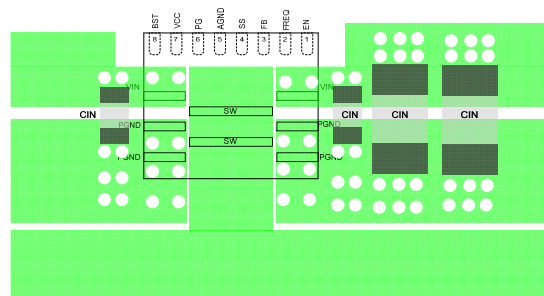 BST VCC PG AGND SS FB FREQ EN
8 7 6 5 4 3 2 1
VIN VIN
SW
CIN CIN CIN CIN
PGND PGND
SW
PGND PGND